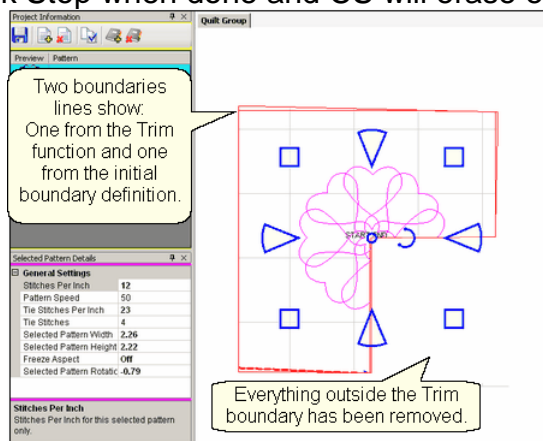 k Stop when done and CS will erase e
Project Information
Quilt Group
Preview Pattern
Two boundaries
lines show:
One from the Trim
function and one
from the initial
boundary definition.
START
Selected Pattern Details
General Settings
Stitches Per Inch 12
Pattern Speed 50
Tie Stitches Per Inch 23
Tie Stitches 4
Selected Pattern Width 2.26
Selected Pattern Height 2.22
Freeze Aspect Off
Selected Pattern Rotatic -0.79
Everything outside the Trim
boundary has been removed.
Stitches Per Inch
Stitches Per Inch for this selected pattern
only.